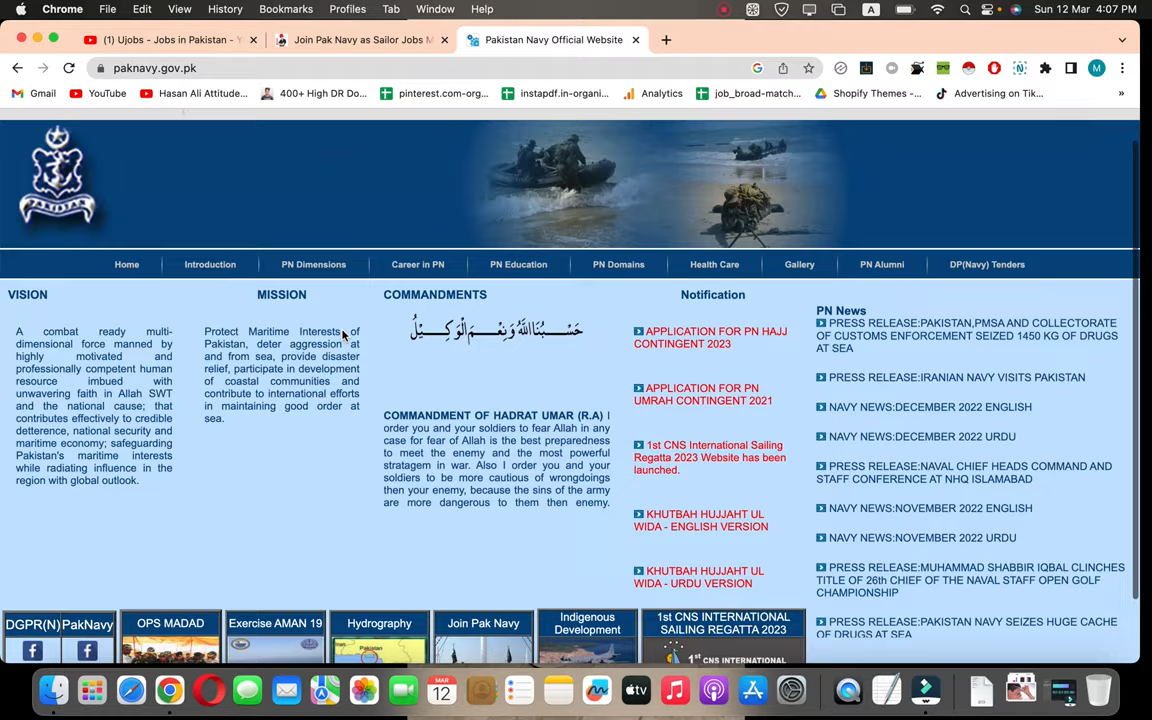 Chrome File Edit View History Bookmarks Profiles Tab Window Help
A
Sun 12 Mar 4:07 PM
(1) Ujobs - Jobs in Pakistan - Y
Join Pak Navy as Sailor Jobs M
Pakistan Navy Official Website
paknavy.gov.pk
M
Gmail
YouTube
Hasan Ali Attitude...
400+ High DR Do...
pinterest.com-org...
instapdf.in-organi...
Analytics
job_broad-match...
Shopify Themes -...
Advertising on Tik...
»
PAKISTAN
Home
Introduction
PN Dimensions
Career in PN
PN Education
PN Domains
Health Care
Gallery
PN Alumni
DP(Navy) Tenders
VISION
A combat ready multi-
dimensional force manned by
highly motivated and
professionally competent human
resource imbued with
unwavering faith in Allah SWT
and the national cause; that
contributes effectively to credible
detterence, national security and
maritime economy; safeguarding
Pakistan's maritime interests
while radiating influence in the
region with global outlook.
MISSION
Protect Maritime Interests of
Pakistan, deter aggression at
and from sea, provide disaster
relief, participate in development
of coastal communities and
contribute to international efforts
in maintaining good order at
sea.
COMMANDMENTS
حَسْبُنَا اللَّهُ وَنِعْمَ الْوَكِيلُ
COMMANDMENT OF HADRAT UMAR (R.A) I
order you and your soldiers to fear Allah in any
case for fear of Allah is the best preparedness
to meet the enemy and the most powerful
stratagem in war. Also I order you and your
soldiers to be more cautious of wrongdoings
then your enemy, because the sins of the army
are more dangerous to them then enemy.
Notification
APPLICATION FOR PN HAJJ
CONTINGENT 2023
APPLICATION FOR PN
UMRAH CONTINGENT 2021
1st CNS International Sailing
Regatta 2023 Website has been
launched.
KHUTBAH HUJJAHT UL
WIDA - ENGLISH VERSION
KHUTBAH HUJJAHT UL
WIDA - URDU VERSION
PN News
PRESS RELEASE:PAKISTAN,PMSA AND COLLECTORATE
OF CUSTOMS ENFORCEMENT SEIZED 1450 KG OF DRUGS
AT SEA
PRESS RELEASE:IRANIAN NAVY VISITS PAKISTAN
NAVY NEWS:DECEMBER 2022 ENGLISH
NAVY NEWS:DECEMBER 2022 URDU
PRESS RELEASE:NAVAL CHIEF HEADS COMMAND AND
STAFF CONFERENCE AT NHQ ISLAMABAD
NAVY NEWS:NOVEMBER 2022 ENGLISH
NAVY NEWS:NOVEMBER 2022 URDU
PRESS RELEASE:MUHAMMAD SHABBIR IQBAL CLINCHES
TITLE OF 26th CHIEF OF THE NAVAL STAFF OPEN GOLF
CHAMPIONSHIP
PRESS RELEASE:PAKISTAN NAVY SEIZES HUGE CACHE
OF DRUGS AT SEA
DGPR(N)
PakNavy
OPS MADAD
Exercise AMAN 19
Hydrography
Pakistan
Join Pak Navy
Indigenous
Development
1st CNS INTERNATIONAL
SAILING REGATTA 2023
1st CNS INTERNATIONAL
MAR
12
tv